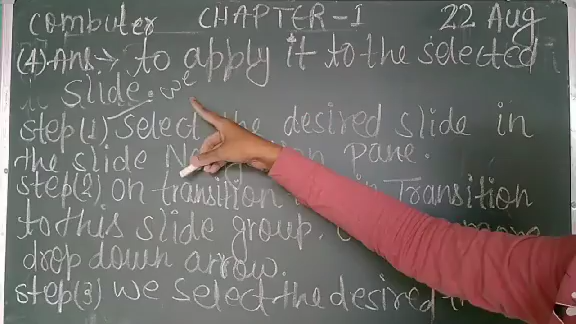 computer CHAPTER-1 22 Aug
(4) Ans:→ to apply it to the selected
slide. we
step(1) select the desired slide in
the slide pane.
step(2) on transition in Transition
to this slide group. more
drop down arrow.
step(3) we select the desired